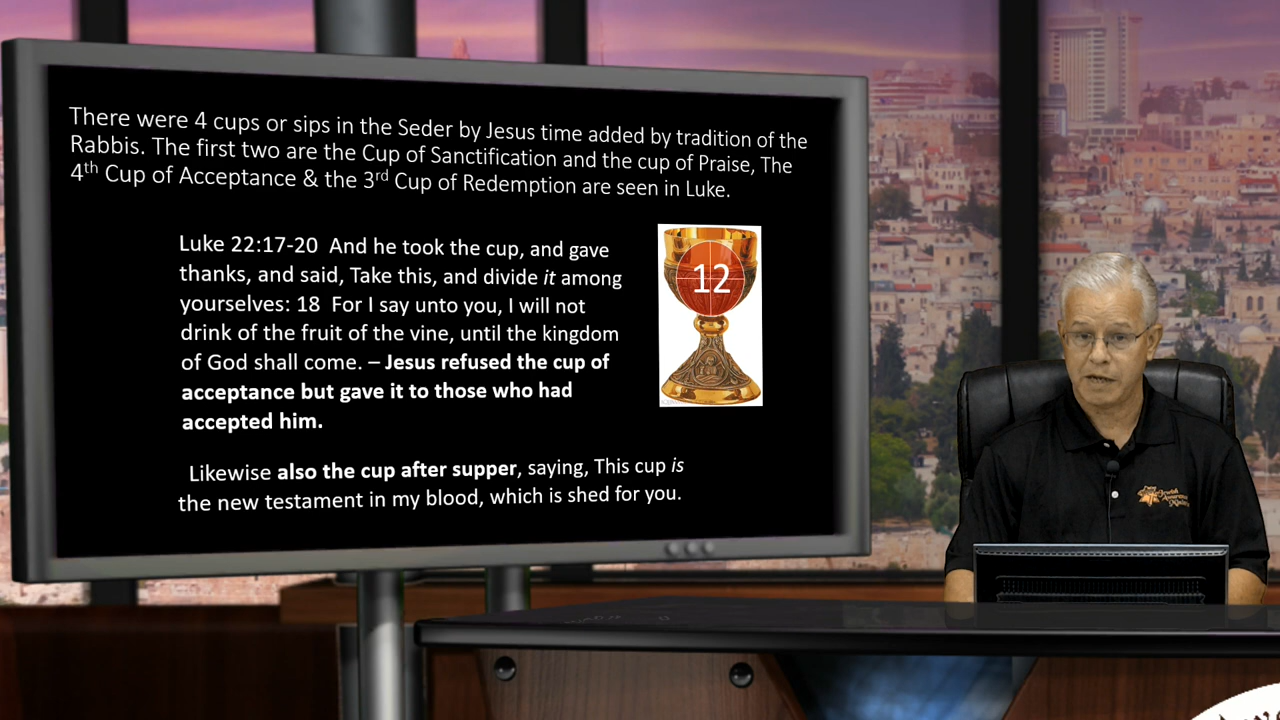 There were 4 cups or sips in the Seder by Jesus time added by tradition of the
Rabbis. The first two are the Cup of Sanctification and the cup of Praise, The
4th Cup of Acceptance & the 3rd Cup of Redemption are seen in Luke.
Luke 22:17-20 And he took the cup, and gave
thanks, and said, Take this, and divide it among
yourselves: 18 For I say unto you, I will not
drink of the fruit of the vine, until the kingdom
of God shall come. – Jesus refused the cup of
acceptance but gave it to those who had
accepted him.
12
Likewise also the cup after supper, saying, This cup is
the new testament in my blood, which is shed for you.
Jewish
Awareness